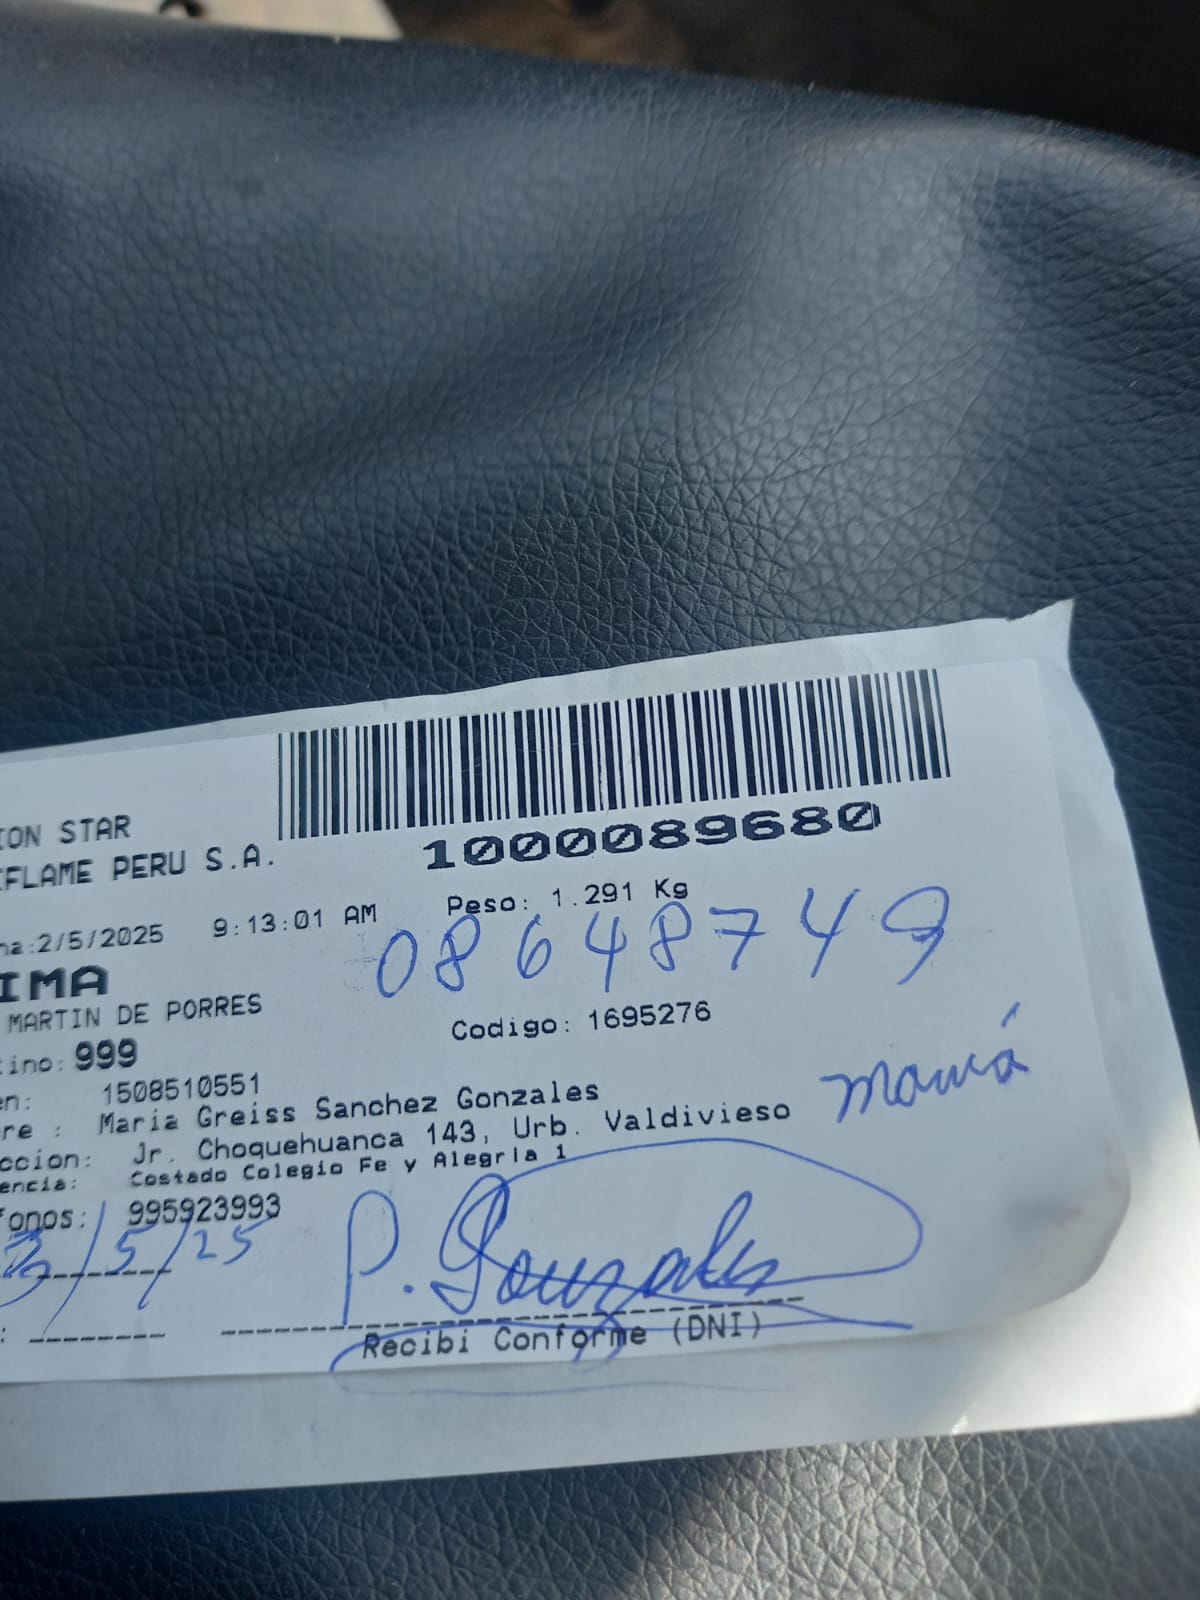 ION STAR
FLAME PERU S.A.
1000089680
ha:2/5/2025 9:13:01 AM Peso: 1.291 Kg
08648749
IMA
MARTIN DE PORRES
Codigo: 1695276
tino: 999
en: 1508510551
re : Maria Greiss Sanchez Gonzales
ccion: Jr. Choquehuanca 143, Urb. Valdivieso
encia: Costado Colegio Fe y Alegria 1
mamá
fonos: 995923993
3/5/25
P. Gonzales
Recibi Conforme (DNI)